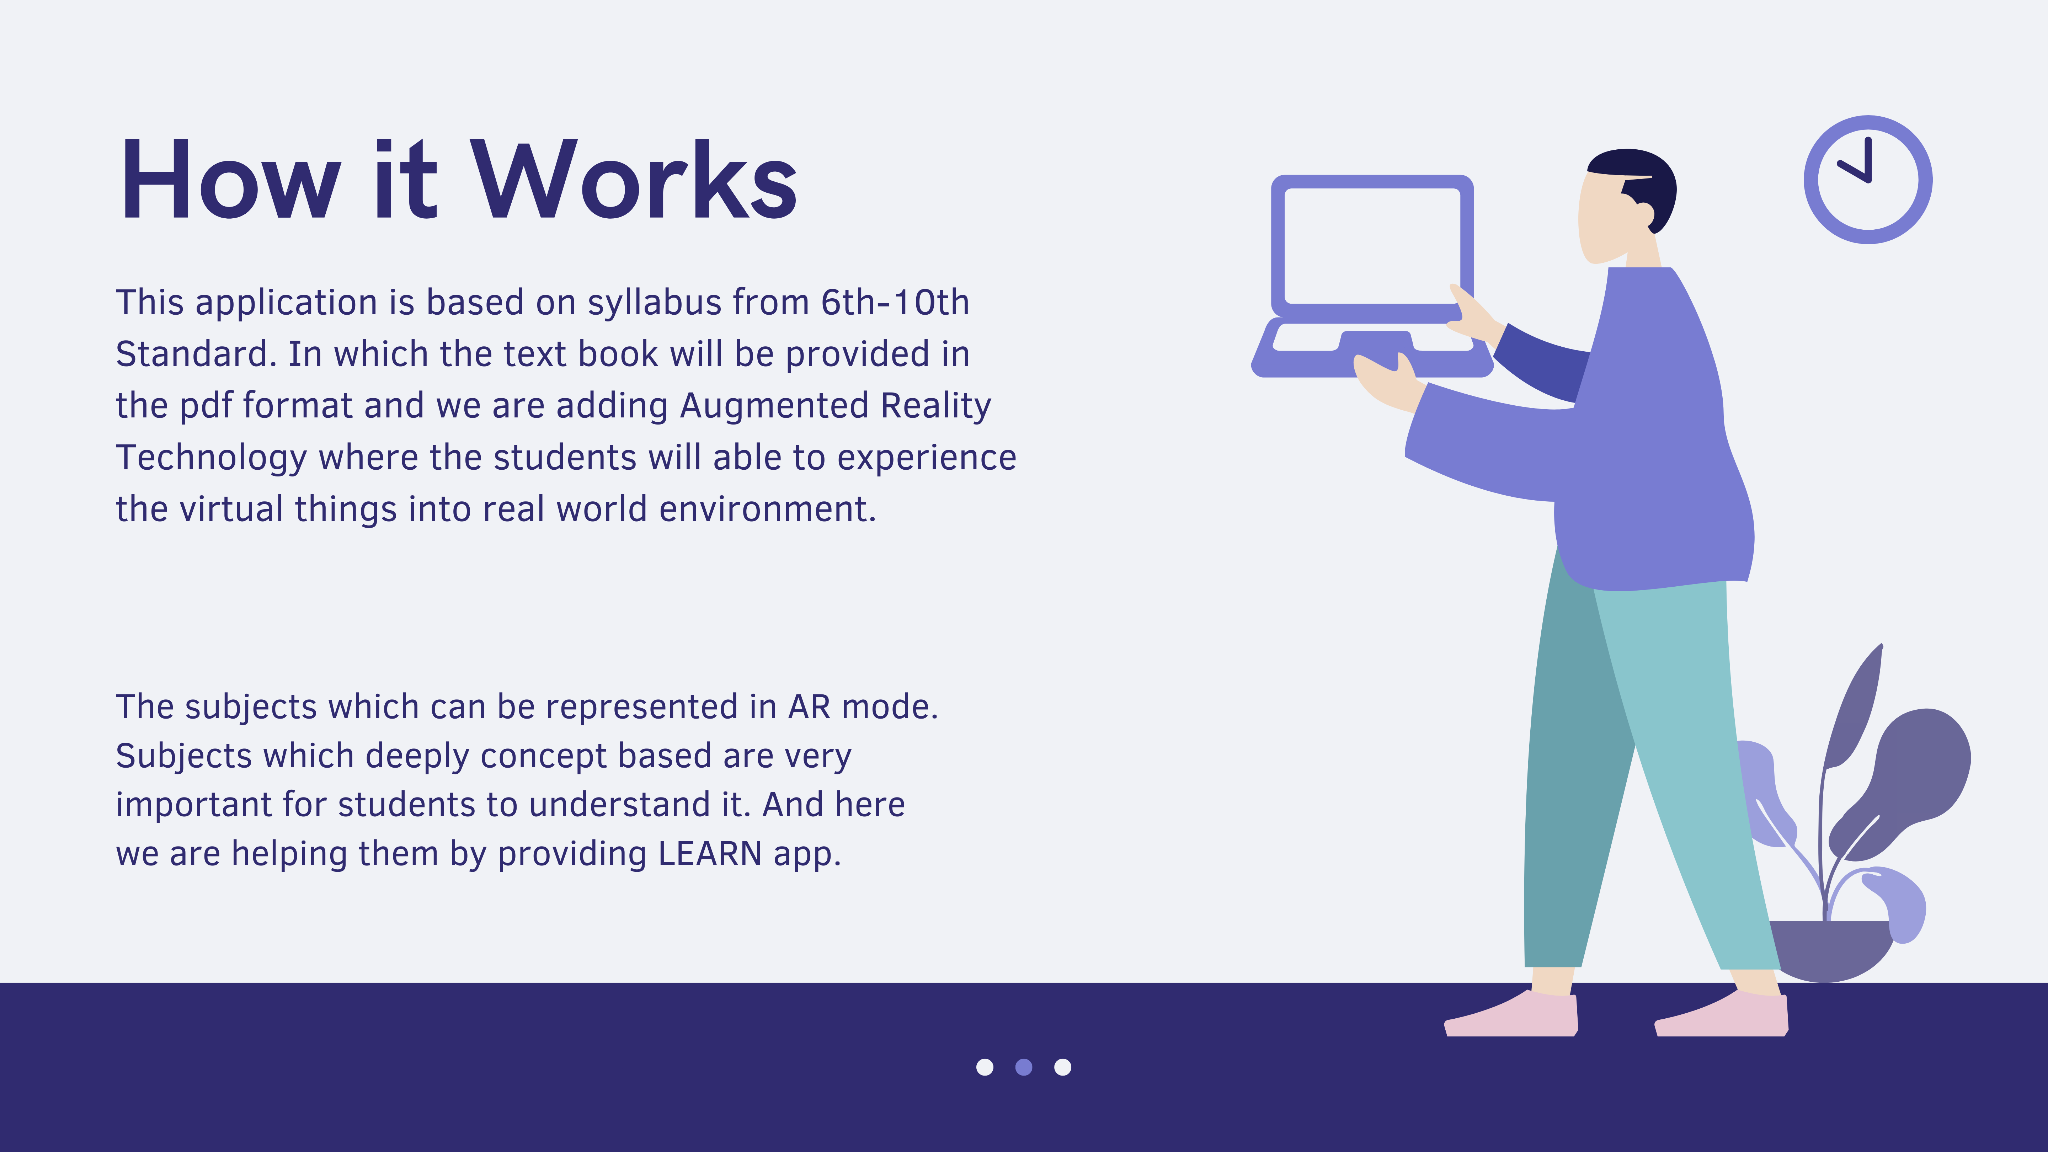 How it Works
This application is based on syllabus from 6th-10th
Standard. In which the text book will be provided in
the pdf format and we are adding Augmented Reality
Technology where the students will able to experience
the virtual things into real world environment.
The subjects which can be represented in AR mode.
Subjects which deeply concept based are very
important for students to understand it. And here
we are helping them by providing LEARN app.